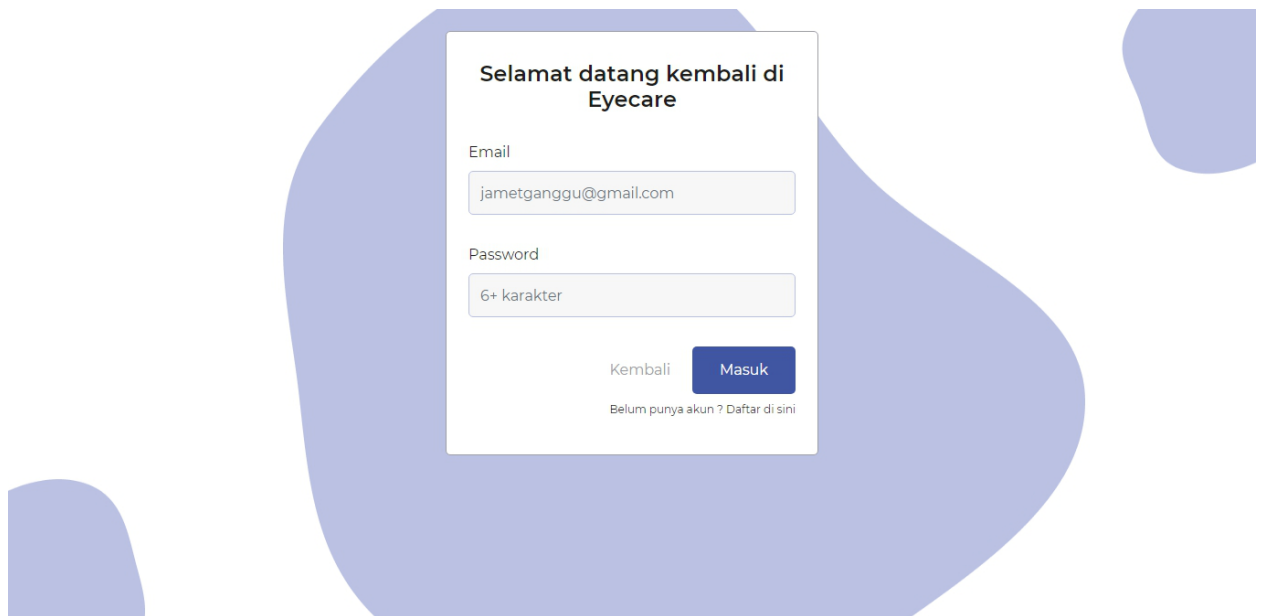 Selamat datang kembali di
Eyecare
Email
jametganggu@gmail.com
Password
6+ karakter
Kembali
Masuk
Belum punya akun ? Daftar di sini